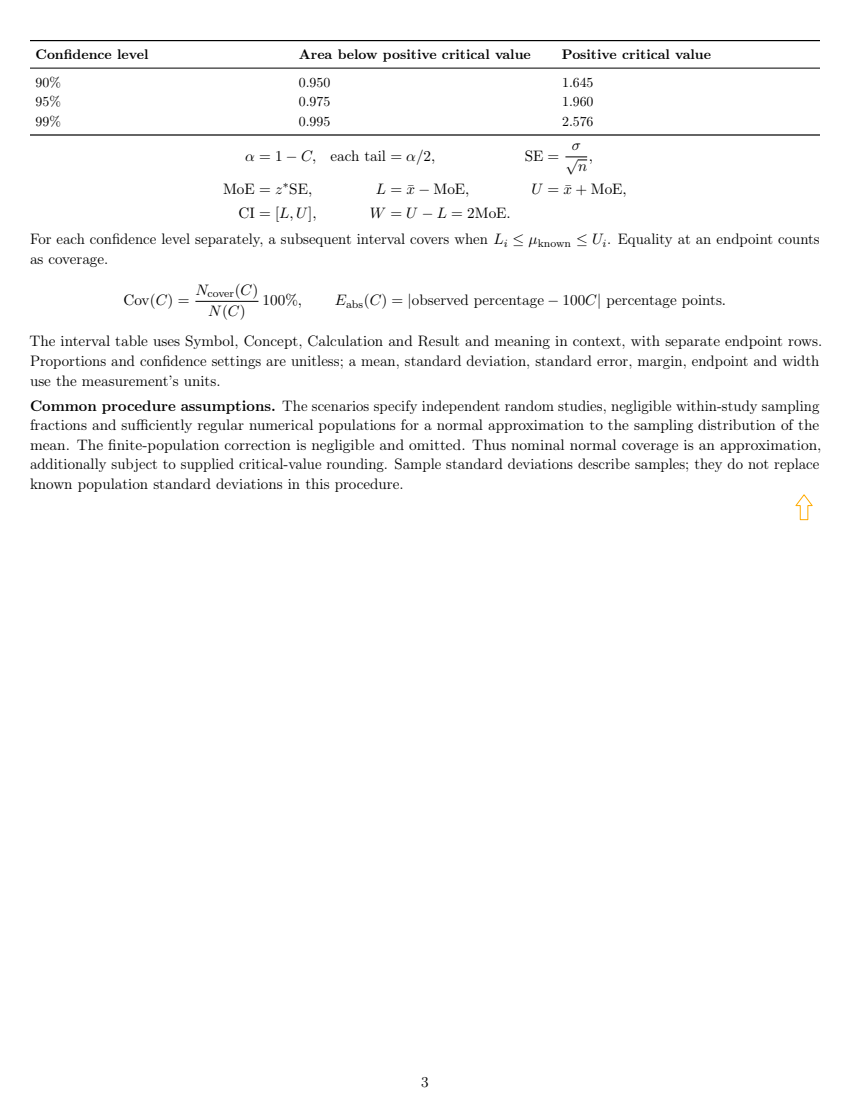 Confidence level Area below positive critical value Positive critical value
90% 0.950 1.645
95% 0.975 1.960
99% 0.995 2.576
α = 1 − C, each tail = α/2, SE = σ/√n,
MoE = z*SE, L = x̄ − MoE, U = x̄ + MoE,
CI = [L, U], W = U − L = 2MoE.
For each confidence level separately, a subsequent interval covers when Lᵢ ≤ μ_known ≤ Uᵢ. Equality at an endpoint counts
as coverage.
Cov(C) = N_cover(C)/N(C) 100%, E_abs(C) = |observed percentage − 100C| percentage points.
The interval table uses Symbol, Concept, Calculation and Result and meaning in context, with separate endpoint rows.
Proportions and confidence settings are unitless; a mean, standard deviation, standard error, margin, endpoint and width
use the measurement's units.
Common procedure assumptions. The scenarios specify independent random studies, negligible within-study sampling
fractions and sufficiently regular numerical populations for a normal approximation to the sampling distribution of the
mean. The finite-population correction is negligible and omitted. Thus nominal normal coverage is an approximation,
additionally subject to supplied critical-value rounding. Sample standard deviations describe samples; they do not replace
known population standard deviations in this procedure.
3